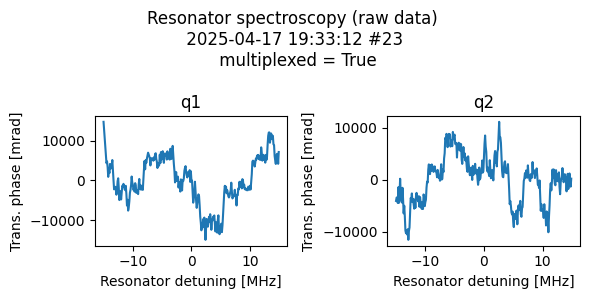 Resonator spectroscopy (raw data)
2025-04-17 19:33:12 #23
multiplexed = True
q1
q2
Trans. phase [mrad]
10000
0
−10000
−10
0
10
Resonator detuning [MHz]
Trans. phase [mrad]
10000
0
−10000
−10
0
10
Resonator detuning [MHz]